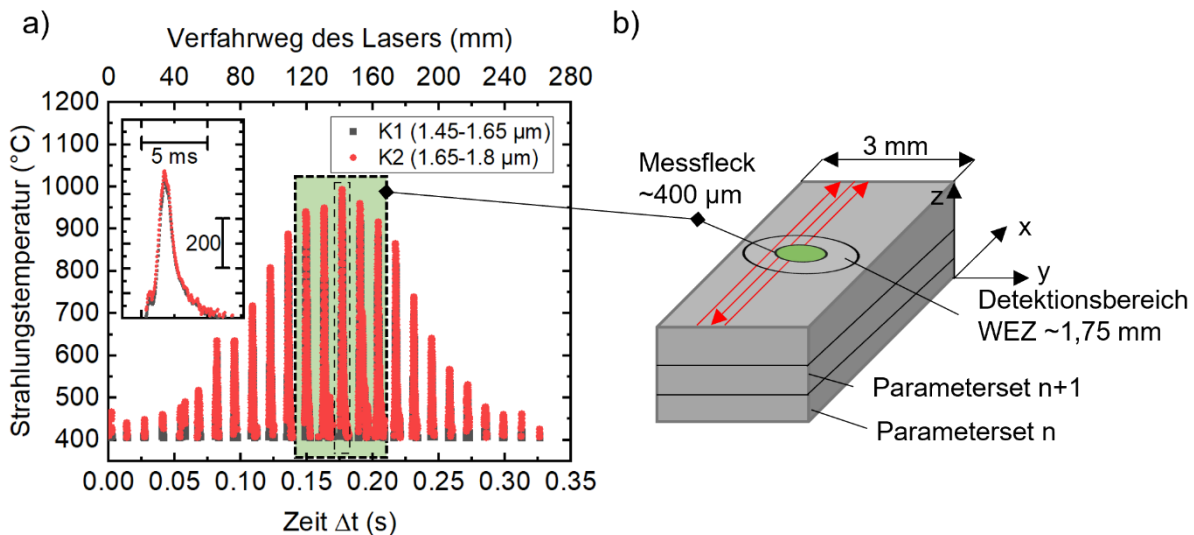 a)
Verfahrweg des Lasers (mm)
0 40 80 120 160 200 240 280
1200
1100
1000
900
800
700
600
500
400
Strahlungstemperatur (°C)
5 ms
200
K1 (1.45-1.65 µm)
K2 (1.65-1.8 µm)
0.00 0.05 0.10 0.15 0.20 0.25 0.30 0.35
Zeit Δt (s)
b)
3 mm
Messfleck
~400 µm
z
x
y
Detektionsbereich
WEZ ~1,75 mm
Parameterset n+1
Parameterset n